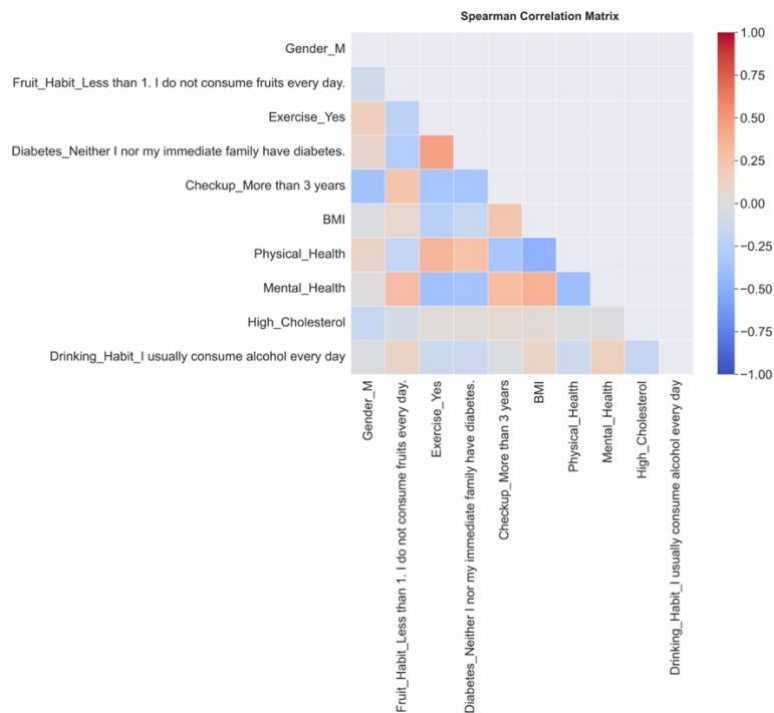 Spearman Correlation Matrix
Gender_M
Fruit_Habit_Less than 1. I do not consume fruits every day.
Exercise_Yes
Diabetes_Neither I nor my immediate family have diabetes.
Checkup_More than 3 years
BMI
Physical_Health
Mental_Health
High_Cholesterol
Drinking_Habit_I usually consume alcohol every day
Gender_M
Fruit_Habit_Less than 1. I do not consume fruits every day.
Exercise_Yes
Diabetes_Neither I nor my immediate family have diabetes.
Checkup_More than 3 years
BMI
Physical_Health
Mental_Health
High_Cholesterol
Drinking_Habit_I usually consume alcohol every day
1.00
0.75
0.50
0.25
0.00
−0.25
−0.50
−0.75
−1.00